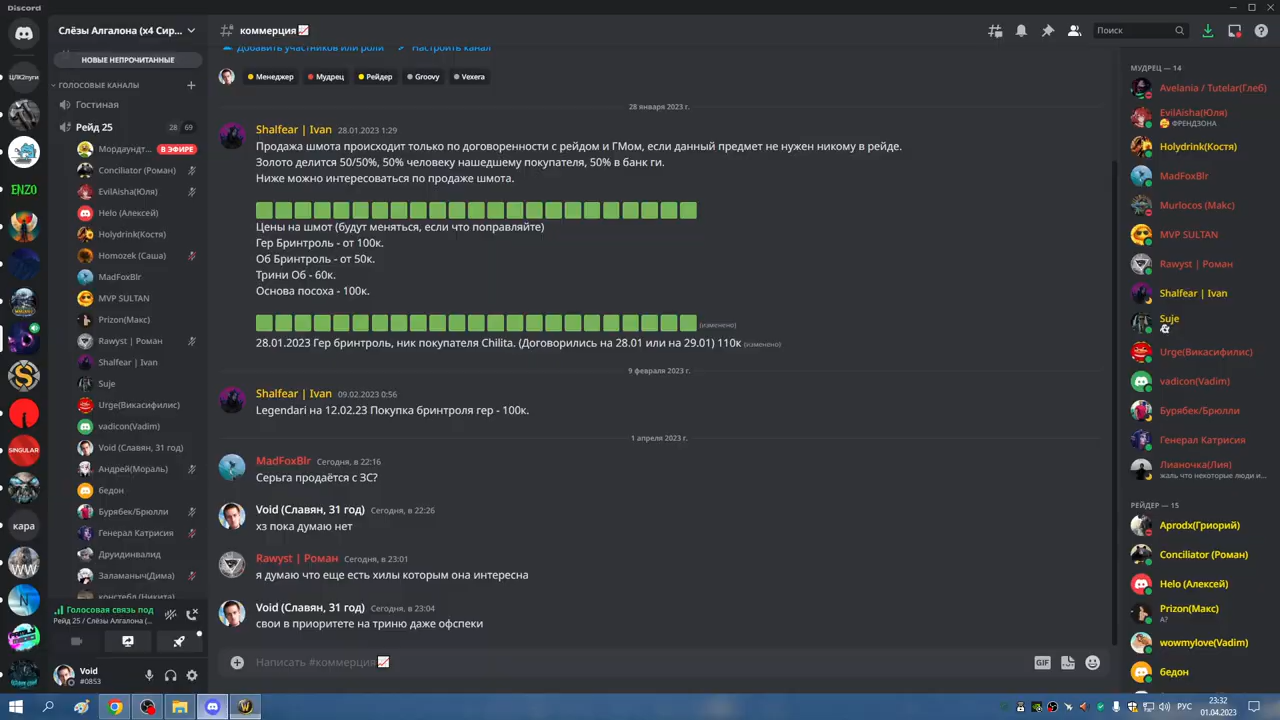 Discord
Слёзы Алгалона (x4 Сир...
НОВЫЕ НЕПРОЧИТАННЫЕ
ЦЛК2пуги
ENZO
SINGULAR
кара
ГОЛОСОВЫЕ КАНАЛЫ
Гостиная
Рейд 25
28 69
Мордаундт...
В ЭФИРЕ
Conciliator (Роман)
EvilAisha(Юля)
Helo (Алексей)
Holydrink(Костя)
Homozek (Саша)
MadFoxBlr
MVP SULTAN
Prizon(Макс)
Rawyst | Роман
Shalfear | Ivan
Suje
Urge(Викасифилис)
vadicon(Vadim)
Void (Славян, 31 год)
Андрей(Мораль)
бедон
Бурябек/Брюлли
Генерал Катрисия
Друидинвалид
Заламаныч(Дима)
констебл (Никита)
Голосовая связь под
Рейд 25 / Слёзы Алгалона (x...
Void
#0853
коммерция
Поиск
Добавить участников или роли
Настроить канал
Менеджер
Мудрец
Рейдер
Groovy
Vexera
28 января 2023 г.
Shalfear | Ivan 28.01.2023 1:29
Продажа шмота происходит только по договоренности с рейдом и ГМом, если данный предмет не нужен никому в рейде.
Золото делится 50/50%, 50% человеку нашедшему покупателя, 50% в банк ги.
Ниже можно интересоваться по продаже шмота.
Цены на шмот (будут меняться, если что поправляйте)
Гер Бринтроль - от 100к.
Об Бринтроль - от 50к.
Трини Об - 60к.
Основа посоха - 100к.
(изменено)
28.01.2023 Гер бринтроль, ник покупателя Chilita. (Договорились на 28.01 или на 29.01) 110к (изменено)
9 февраля 2023 г.
Shalfear | Ivan 09.02.2023 0:56
Legendari на 12.02.23 Покупка бринтроля гер - 100к.
1 апреля 2023 г.
MadFoxBlr Сегодня, в 22:16
Серьга продаётся с ЗС?
Void (Славян, 31 год) Сегодня, в 22:26
хз пока думаю нет
Rawyst | Роман Сегодня, в 23:01
я думаю что еще есть хилы которым она интересна
Void (Славян, 31 год) Сегодня, в 23:04
свои в приоритете на триню даже офспеки
Написать #коммерция
GIF
МУДРЕЦ — 14
Avelania / Tutelar(Глеб)
EvilAisha(Юля)
ФРЕНДЗОНА
Holydrink(Костя)
MadFoxBlr
Murlocos (Макс)
MVP SULTAN
Rawyst | Роман
Shalfear | Ivan
Suje
Urge(Викасифилис)
vadicon(Vadim)
Бурябек/Брюлли
Генерал Катрисия
Лианочка(Лия)
жаль что некоторые люди и...
РЕЙДЕР — 15
Aprodx(Гриорий)
Conciliator (Роман)
Helo (Алексей)
Prizon(Макс)
А?
wowmylove(Vadim)
бедон
РУС
23:32
01.04.2023